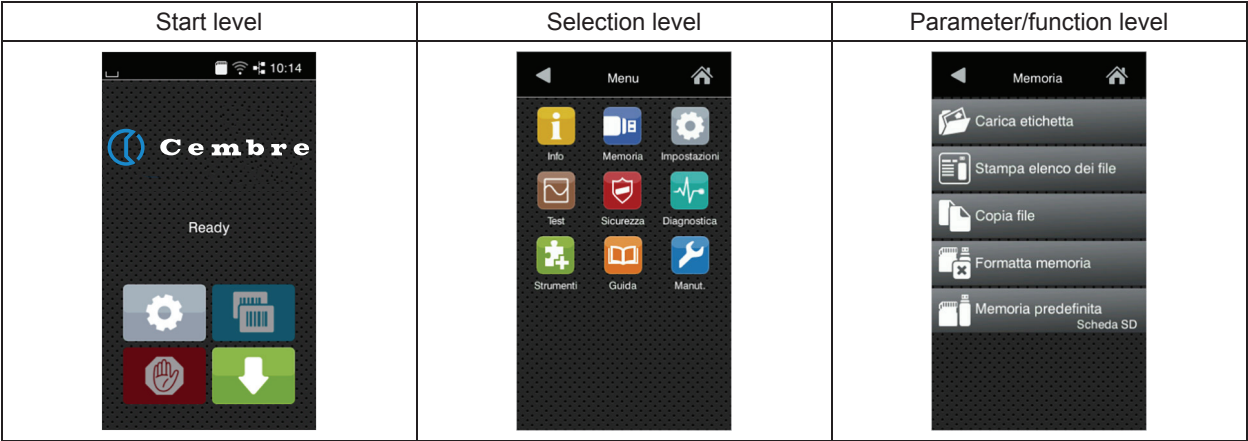 Start level
Selection level
Parameter/function level
10:14
Cembre
Ready
Menu
Info
Memoria
Impostazioni
Test
Sicurezza
Diagnostica
Strumenti
Guida
Manut.
Memoria
Carica etichetta
Stampa elenco dei file
Copia file
Formatta memoria
Memoria predefinita
Scheda SD